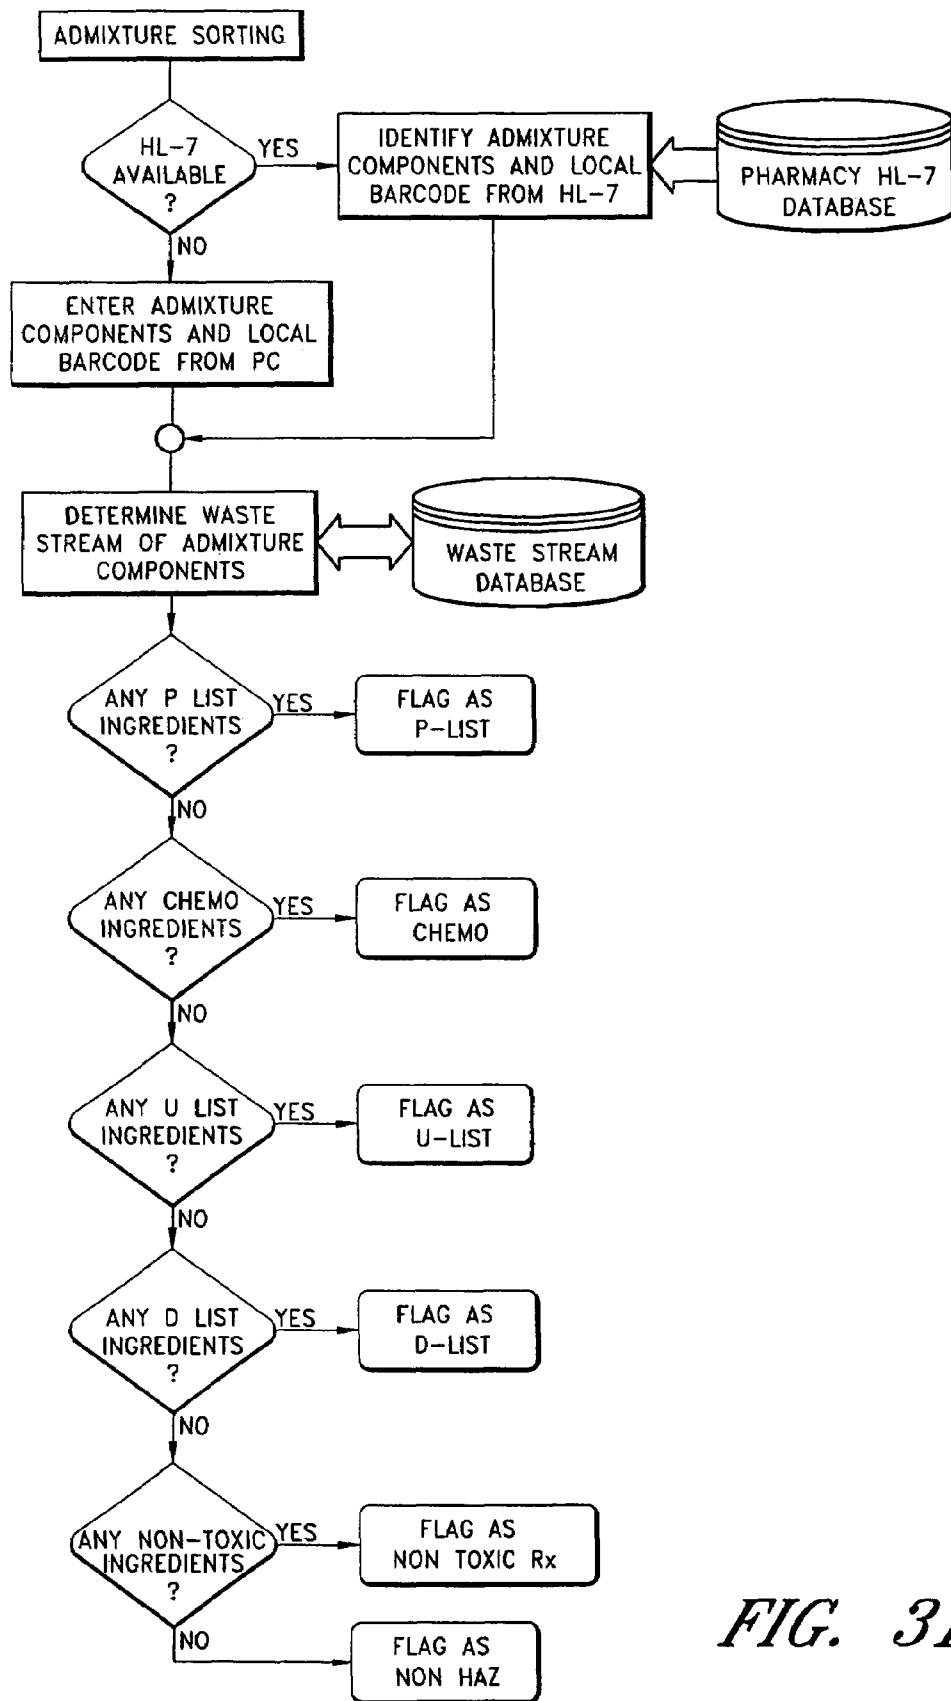 ADMIXTURE SORTING
HL-7
AVAILABLE
?
YES
IDENTIFY ADMIXTURE
COMPONENTS AND LOCAL
BARCODE FROM HL-7
PHARMACY HL-7
DATABASE
NO
ENTER ADMIXTURE
COMPONENTS AND LOCAL
BARCODE FROM PC
DETERMINE WASTE
STREAM OF ADMIXTURE
COMPONENTS
WASTE STREAM
DATABASE
ANY P LIST
INGREDIENTS
?
YES
FLAG AS
P-LIST
NO
ANY CHEMO
INGREDIENTS
?
YES
FLAG AS
CHEMO
NO
ANY U LIST
INGREDIENTS
?
YES
FLAG AS
U-LIST
NO
ANY D LIST
INGREDIENTS
?
YES
FLAG AS
D-LIST
NO
ANY NON-TOXIC
INGREDIENTS
?
YES
FLAG AS
NON TOXIC Rx
NO
FLAG AS
NON HAZ
FIG.